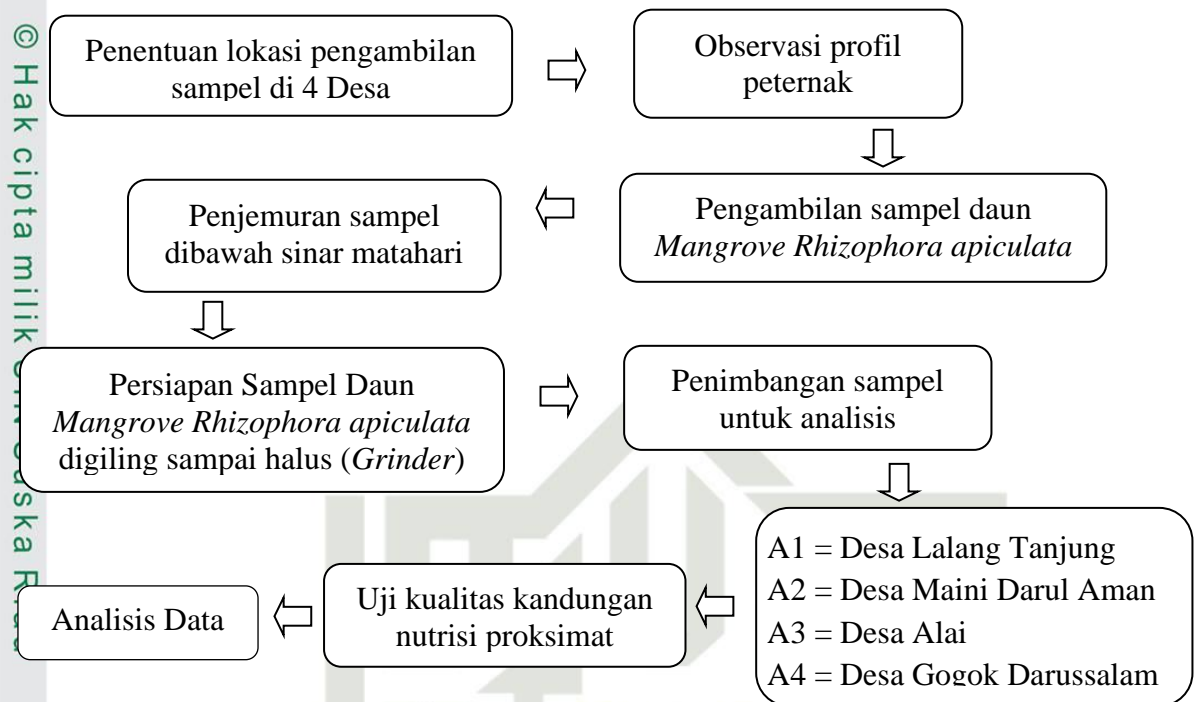 © Hak cipta milik UIN Suska Riau
Penentuan lokasi pengambilan
sampel di 4 Desa
Observasi profil
peternak
Pengambilan sampel daun
Mangrove Rhizophora apiculata
Penjemuran sampel
dibawah sinar matahari
Persiapan Sampel Daun
Mangrove Rhizophora apiculata
digiling sampai halus (Grinder)
Penimbangan sampel
untuk analisis
A1 = Desa Lalang Tanjung
A2 = Desa Maini Darul Aman
A3 = Desa Alai
A4 = Desa Gogok Darussalam
Uji kualitas kandungan
nutrisi proksimat
Analisis Data